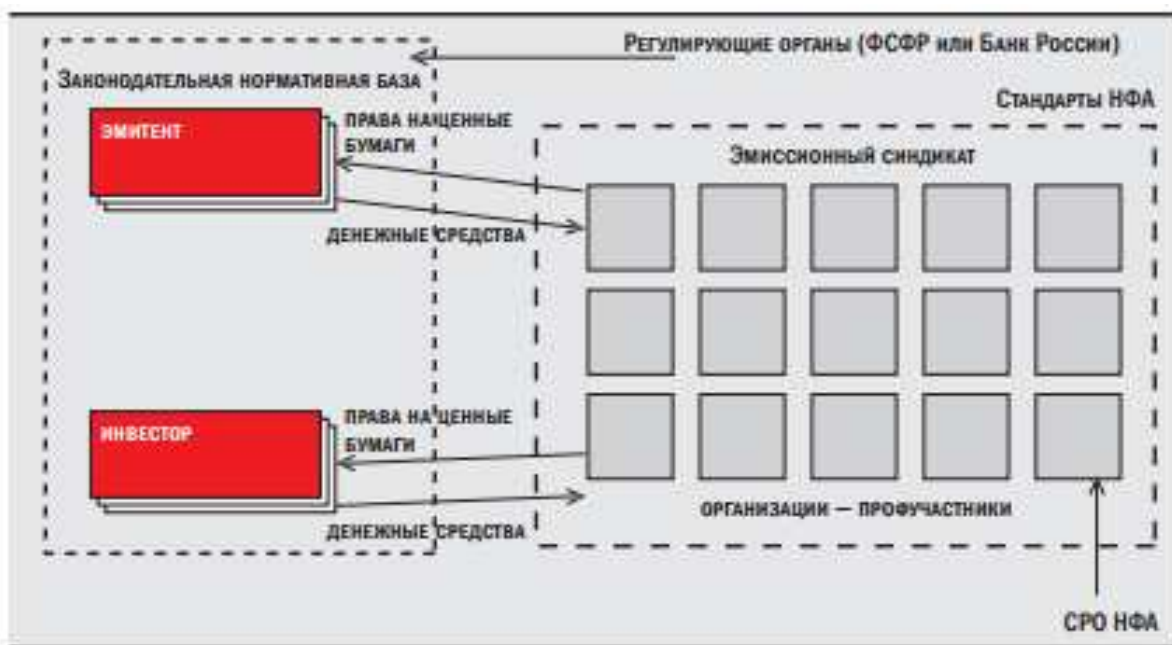 Регулирующие органы (ФСФР или Банк России)
Законодательная нормативная база
Стандарты НФА
ЭМИТЕНТ
ПРАВА НА ЦЕННЫЕ
БУМАГИ
Эмиссионный синдикат
ДЕНЕЖНЫЕ СРЕДСТВА
ИНВЕСТОР
ПРАВА НА ЦЕННЫЕ
БУМАГИ
ОРГАНИЗАЦИИ — ПРОФУЧАСТНИКИ
ДЕНЕЖНЫЕ СРЕДСТВА
СРО НФА